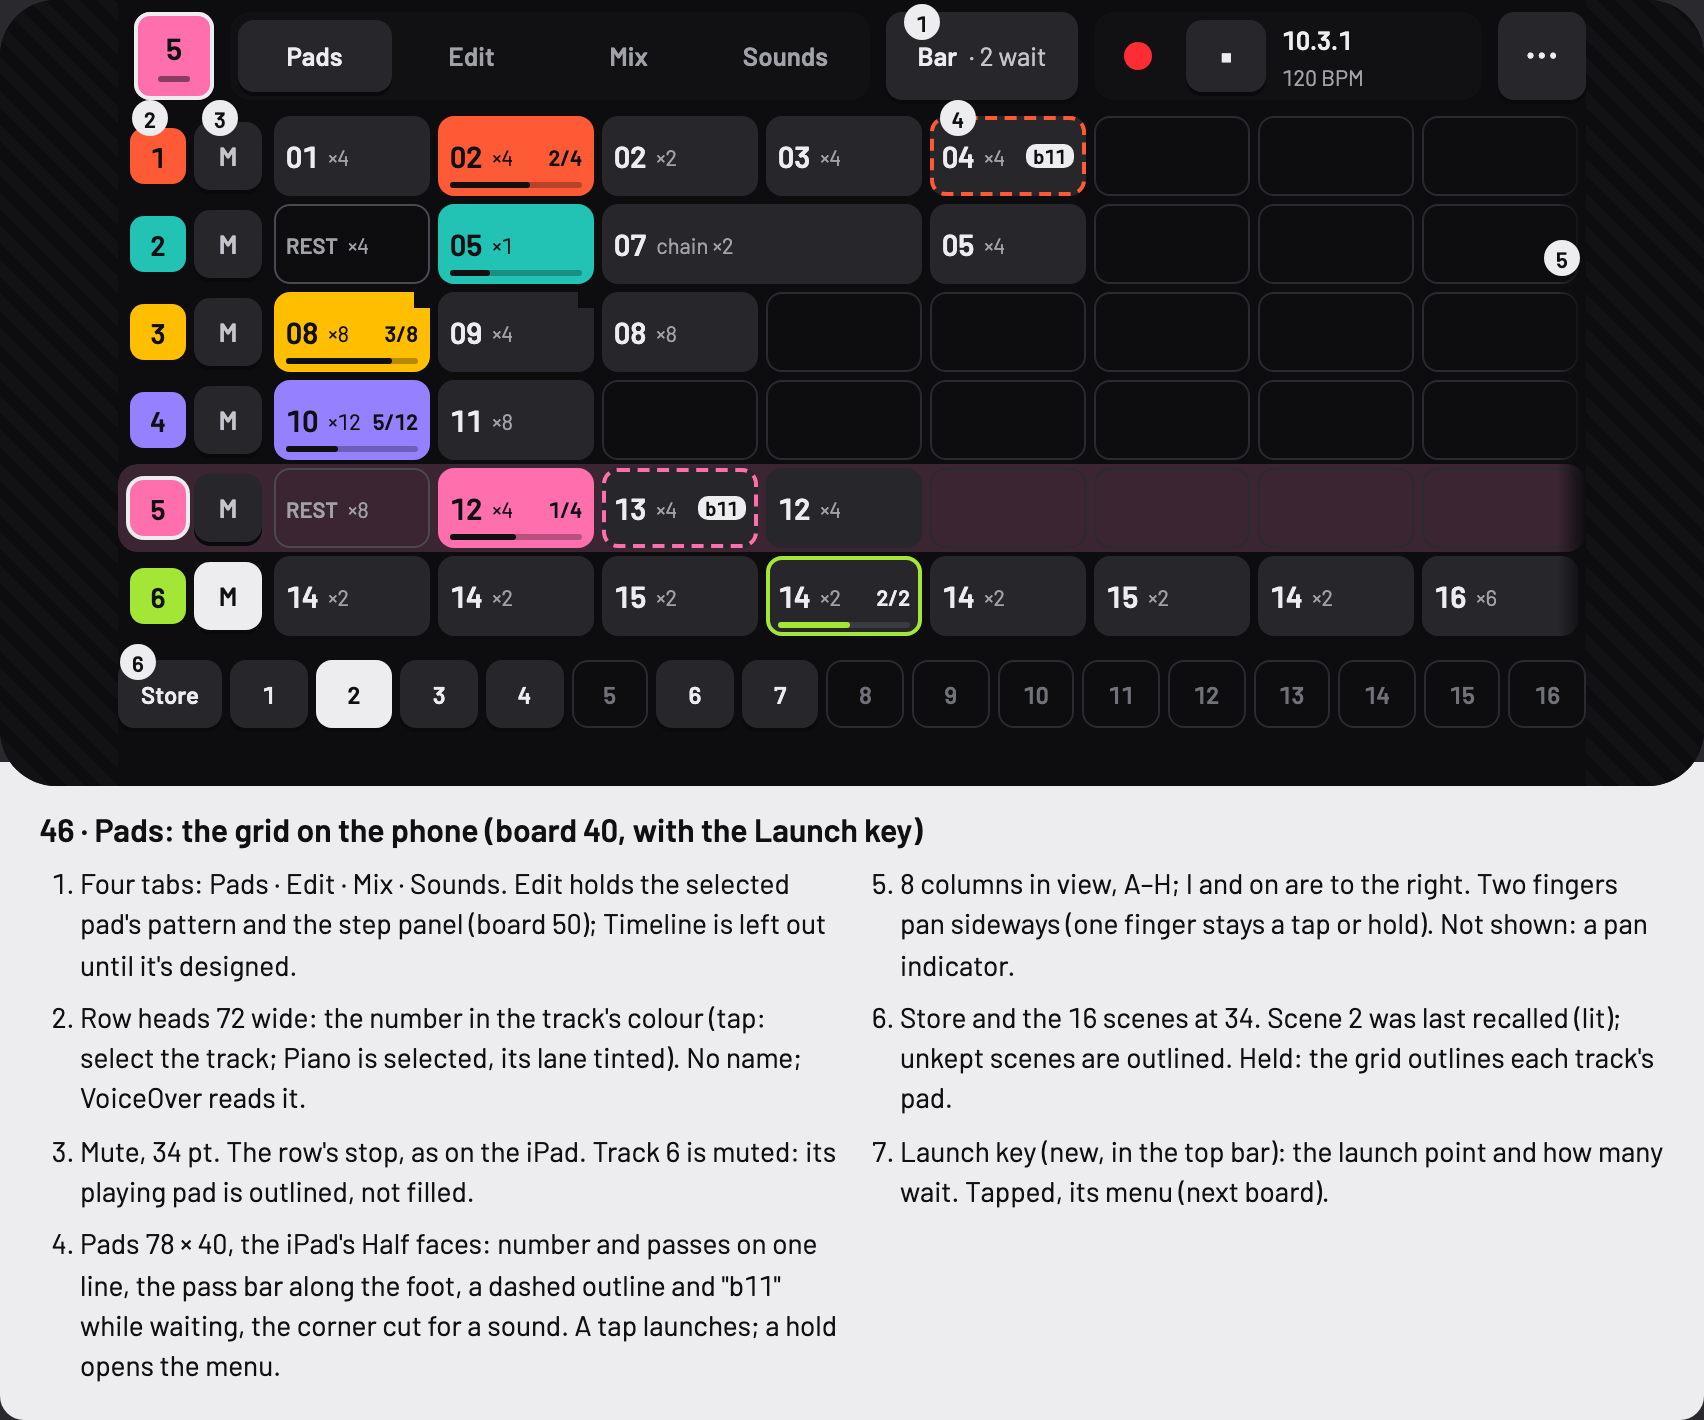 5 Pads Edit Mix Sounds 1 Bar · 2 wait 10.3.1 ...
120 BPM
2 3 4
1 M 01 ×4 02 ×4 2/4 02 ×2 03 ×4 04 ×4 b11
2 M REST ×4 05 ×1 07 chain ×2 05 ×4 5
3 M 08 ×8 3/8 09 ×4 08 ×8
4 M 10 ×12 5/12 11 ×8
5 M REST ×8 12 ×4 1/4 13 ×4 b11 12 ×4
6 M 14 ×2 14 ×2 15 ×2 14 ×2 2/2 14 ×2 15 ×2 14 ×2 16 ×6
6
Store 1 2 3 4 5 6 7 8 9 10 11 12 13 14 15 16
46 · Pads: the grid on the phone (board 40, with the Launch key)
1. Four tabs: Pads · Edit · Mix · Sounds. Edit holds the selected
pad's pattern and the step panel (board 50); Timeline is left out
until it's designed.
2. Row heads 72 wide: the number in the track's colour (tap:
select the track; Piano is selected, its lane tinted). No name;
VoiceOver reads it.
3. Mute, 34 pt. The row's stop, as on the iPad. Track 6 is muted: its
playing pad is outlined, not filled.
4. Pads 78 × 40, the iPad's Half faces: number and passes on one
line, the pass bar along the foot, a dashed outline and "b11"
while waiting, the corner cut for a sound. A tap launches; a hold
opens the menu.
5. 8 columns in view, A–H; I and on are to the right. Two fingers
pan sideways (one finger stays a tap or hold). Not shown: a pan
indicator.
6. Store and the 16 scenes at 34. Scene 2 was last recalled (lit);
unkept scenes are outlined. Held: the grid outlines each track's
pad.
7. Launch key (new, in the top bar): the launch point and how many
wait. Tapped, its menu (next board).